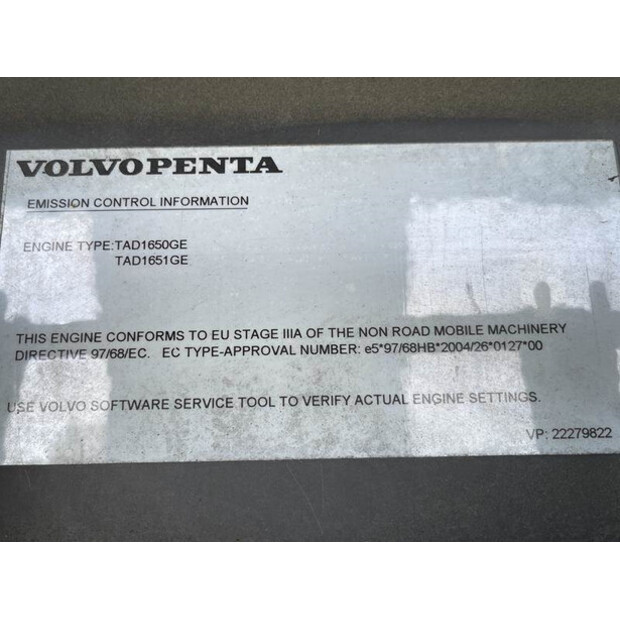 VOLVO PENTA
EMISSION CONTROL INFORMATION
ENGINE TYPE:TAD1650GE
TAD1651GE
THIS ENGINE CONFORMS TO EU STAGE IIIA OF THE NON ROAD MOBILE MACHINERY
DIRECTIVE 97/68/EC. EC TYPE-APPROVAL NUMBER: e5*97/68HB*2004/26*0127*00
USE VOLVO SOFTWARE SERVICE TOOL TO VERIFY ACTUAL ENGINE SETTINGS.
VP: 22279822